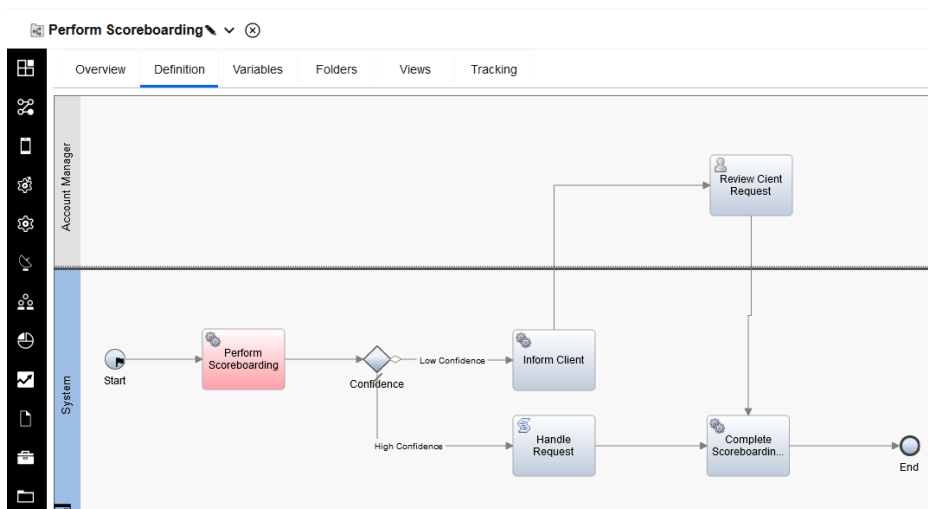 Perform Scoreboarding
Overview Definition Variables Folders Views Tracking
Account Manager
Review Cient
Request
System
Start
Perform
Scoreboarding
Confidence
Low Confidence
Inform Client
High Confidence
Handle
Request
Complete
Scoreboardin...
End